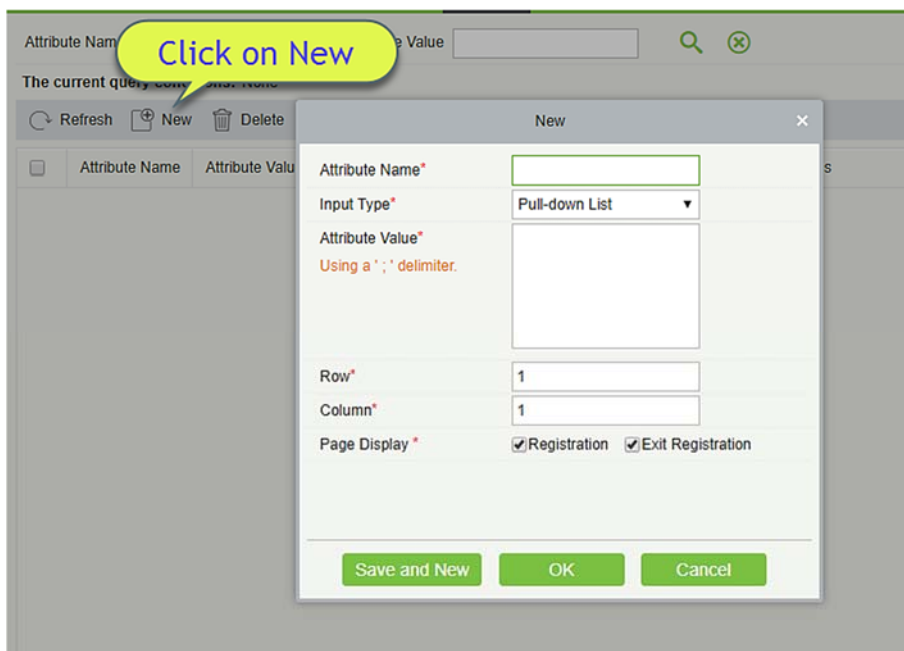 Attribute Nam
Click on New
e Value
The current query con
None
Refresh New Delete
New
×
Attribute Name
Attribute Valu
s
Attribute Name*
Input Type*
Pull-down List
Attribute Value*
Using a ' ; ' delimiter.
Row*
1
Column*
1
Page Display *
Registration Exit Registration
Save and New OK Cancel